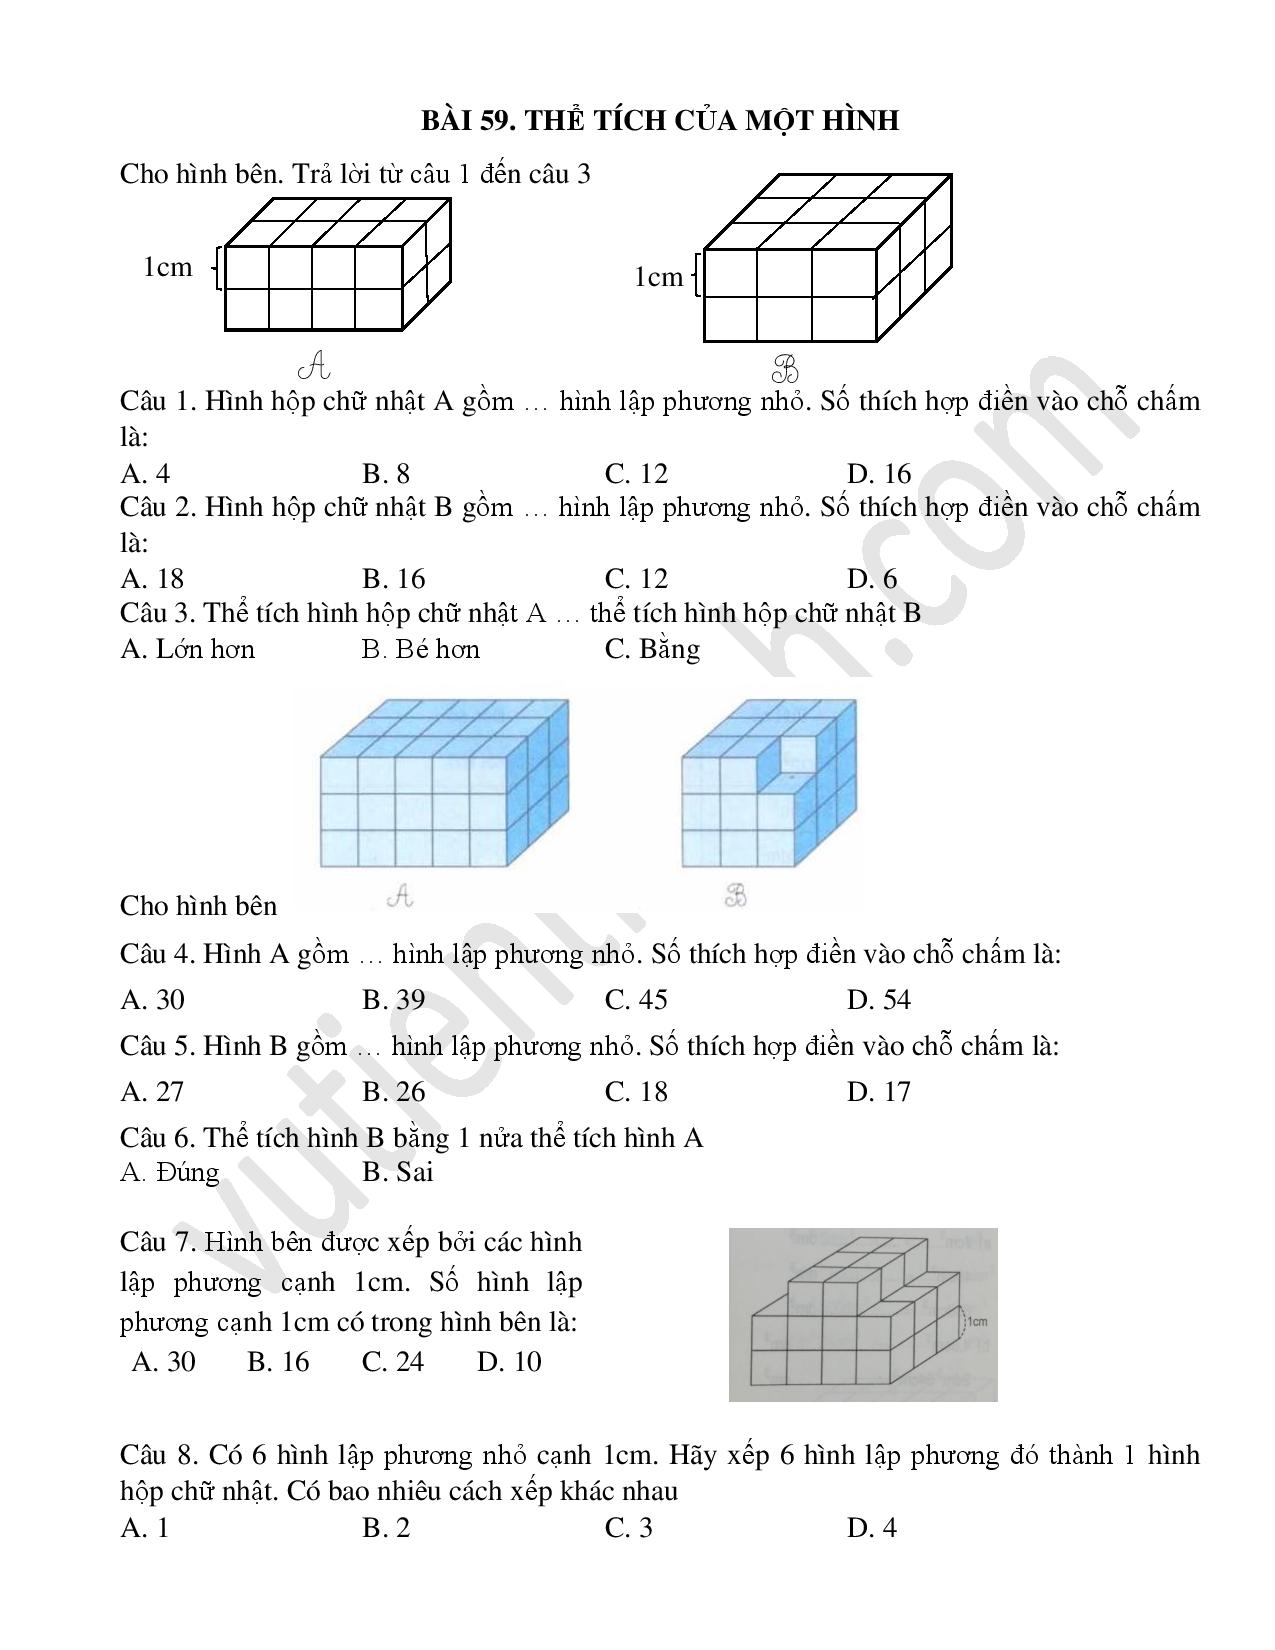 BÀI 59. THỂ TÍCH CỦA MỘT HÌNH
Cho hình bên. Trả lời từ câu 1 đến câu 3
1cm
1cm
A
B
Câu 1. Hình hộp chữ nhật A gồm … hình lập phương nhỏ. Số thích hợp điền vào chỗ chấm
là:
A. 4 B. 8 C. 12 D. 16
Câu 2. Hình hộp chữ nhật B gồm … hình lập phương nhỏ. Số thích hợp điền vào chỗ chấm
là:
A. 18 B. 16 C. 12 D. 6
Câu 3. Thể tích hình hộp chữ nhật A … thể tích hình hộp chữ nhật B
A. Lớn hơn B. Bé hơn C. Bằng
A
B
Cho hình bên
Câu 4. Hình A gồm … hình lập phương nhỏ. Số thích hợp điền vào chỗ chấm là:
A. 30 B. 39 C. 45 D. 54
Câu 5. Hình B gồm … hình lập phương nhỏ. Số thích hợp điền vào chỗ chấm là:
A. 27 B. 26 C. 18 D. 17
Câu 6. Thể tích hình B bằng 1 nửa thể tích hình A
A. Đúng B. Sai
Câu 7. Hình bên được xếp bởi các hình
lập phương cạnh 1cm. Số hình lập
phương cạnh 1cm có trong hình bên là:
A. 30 B. 16 C. 24 D. 10
1cm
Câu 8. Có 6 hình lập phương nhỏ cạnh 1cm. Hãy xếp 6 hình lập phương đó thành 1 hình
hộp chữ nhật. Có bao nhiêu cách xếp khác nhau
A. 1 B. 2 C. 3 D. 4